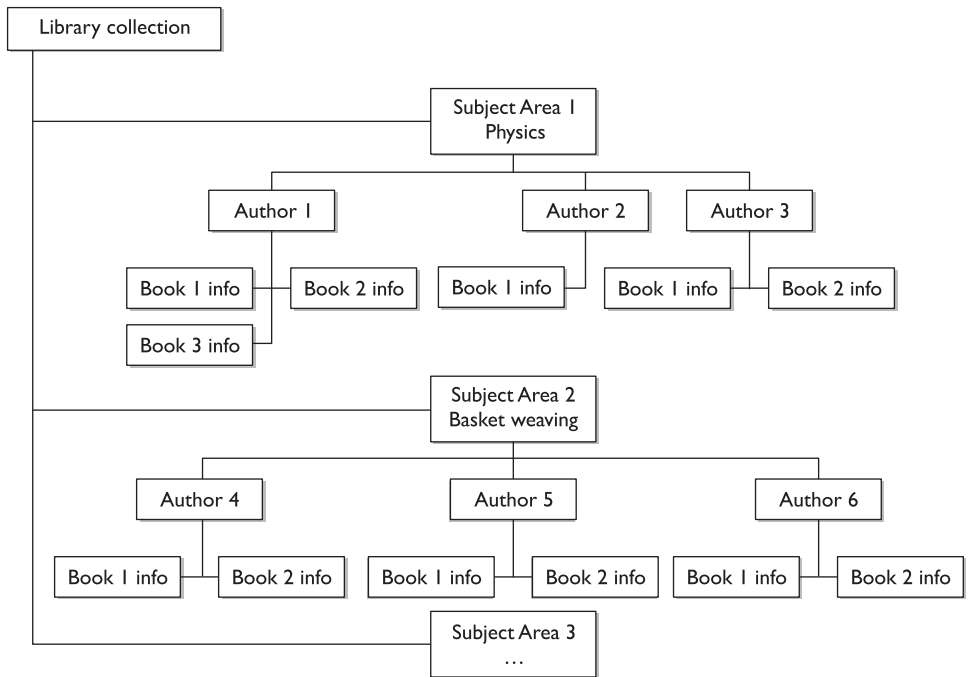 Library collection
Subject Area 1
Physics
Author 1
Author 2
Author 3
Book 1 info
Book 2 info
Book 1 info
Book 1 info
Book 2 info
Book 3 info
Subject Area 2
Basket weaving
Author 4
Author 5
Author 6
Book 1 info
Book 2 info
Book 1 info
Book 2 info
Book 1 info
Book 2 info
Subject Area 3
...